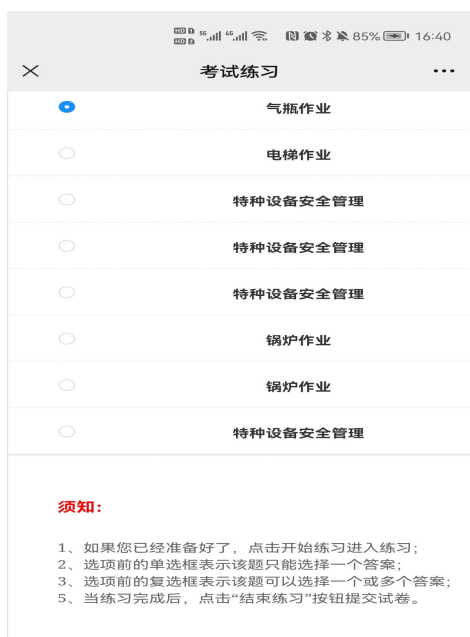 HD 1 5G 4G 85% 16:40
HD 2
考试练习
气瓶作业
电梯作业
特种设备安全管理
特种设备安全管理
特种设备安全管理
锅炉作业
锅炉作业
特种设备安全管理
须知：
1、如果您已经准备好了，点击开始练习进入练习；
2、选项前的单选框表示该题只能选择一个答案；
3、选项前的复选框表示该题可以选择一个或多个答案；
5、当练习完成后，点击“结束练习”按钮提交试卷。